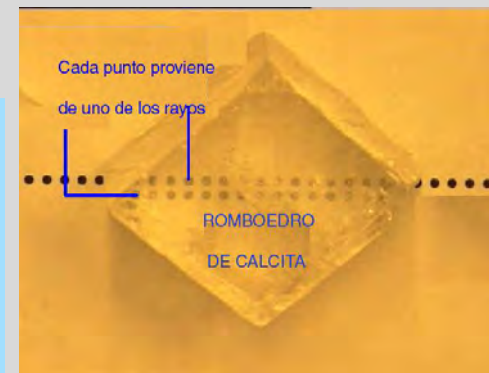 Cada punto proviene
de uno de los rayos
ROMBOEDRO
DE CALCITA